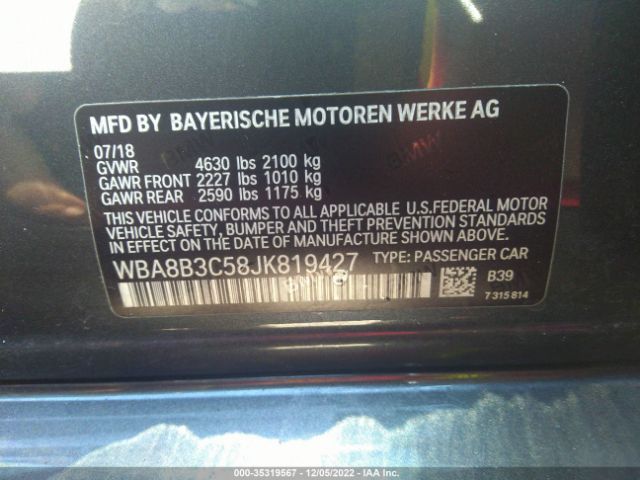 MFD BY BAYERISCHE MOTOREN WERKE AG
07/18
GVWR 4630 lbs 2100 kg
GAWR FRONT 2227 lbs 1010 kg
GAWR REAR 2590 lbs 1175 kg
THIS VEHICLE CONFORMS TO ALL APPLICABLE U.S.FEDERAL MOTOR
VEHICLE SAFETY, BUMPER, AND THEFT PREVENTION STANDARDS
IN EFFECT ON THE DATE OF MANUFACTURE SHOWN ABOVE.
WBA8B3C58JK819427 TYPE: PASSENGER CAR
B39
7 315 814
000-35319567 - 12/05/2022 - IAA Inc.